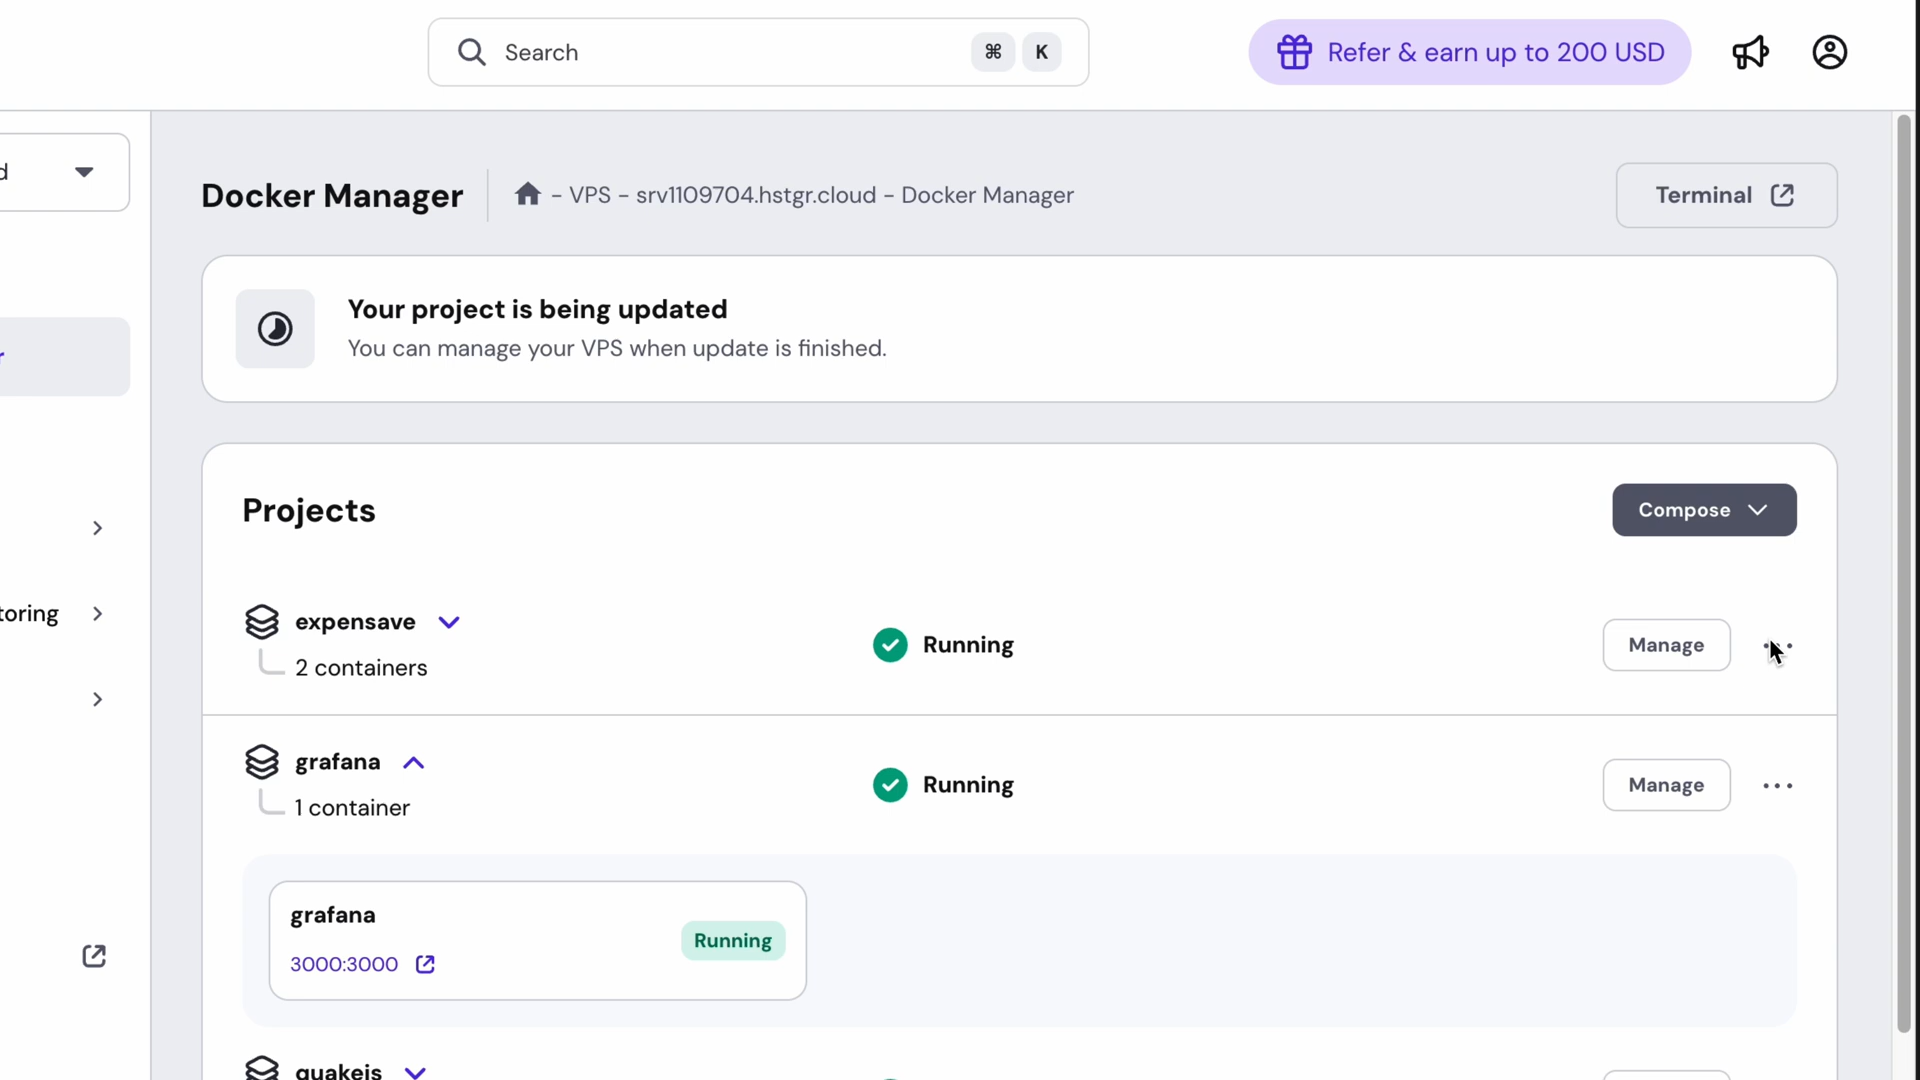 Search
⌘ K
Refer & earn up to 200 USD
d
Docker Manager
- VPS - srv1109704.hstgr.cloud - Docker Manager
Terminal
r
Your project is being updated
You can manage your VPS when update is finished.
Projects
Compose
toring
expensave
2 containers
Running
Manage
grafana
1 container
Running
Manage
grafana
3000:3000
Running
quakejs